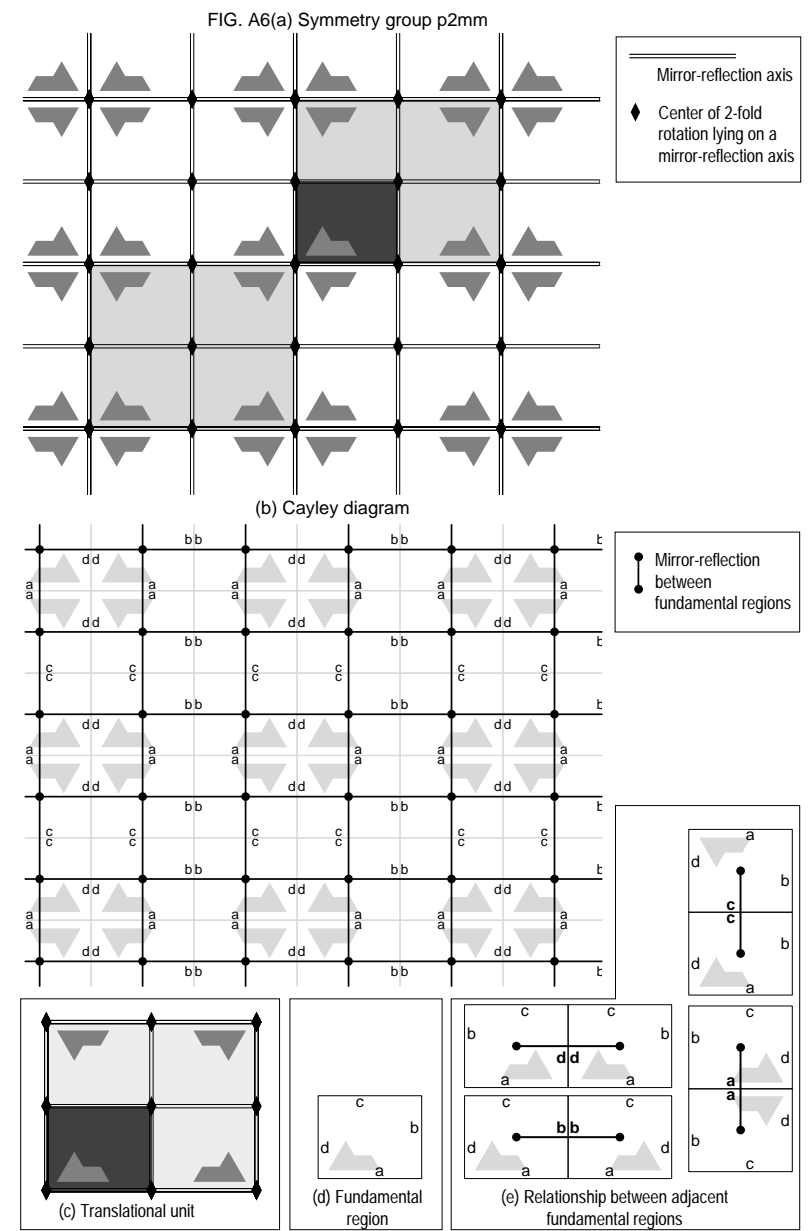 FIG. A6(a) Symmetry group p2mm
Mirror-reflection axis
Center of 2-fold
rotation lying on a
mirror-reflection axis
(b) Cayley diagram
Mirror-reflection
between
fundamental regions
b b b b b
d d d d d d
a a a a a a
a a a a a a
d d d d d d
b b b b b
c c c c c c
c c c c c c
b b b b b
d d d d d d
a a a a a a
a a a a a a
d d d d d d
b b b b b
c c c c c c
c c c c c c
b b b b b
d d d d d d
a a a a a a
a a a a a a
d d d d d d
b b b b b
(c) Translational unit
c
b
d
a
(d) Fundamental
region
a
d
b
c
c
b
d
a
c c
b b
d d
a a
c c
b b
d d
a a
c
b
d
a
a
d
b
c
(e) Relationship between adjacent
fundamental regions